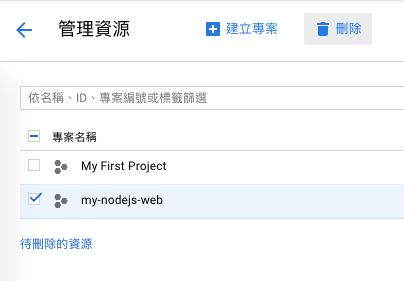 管理資源 建立專案 刪除
依名稱、ID、專案編號或標籤篩選
專案名稱
My First Project
my-nodejs-web
待刪除的資源